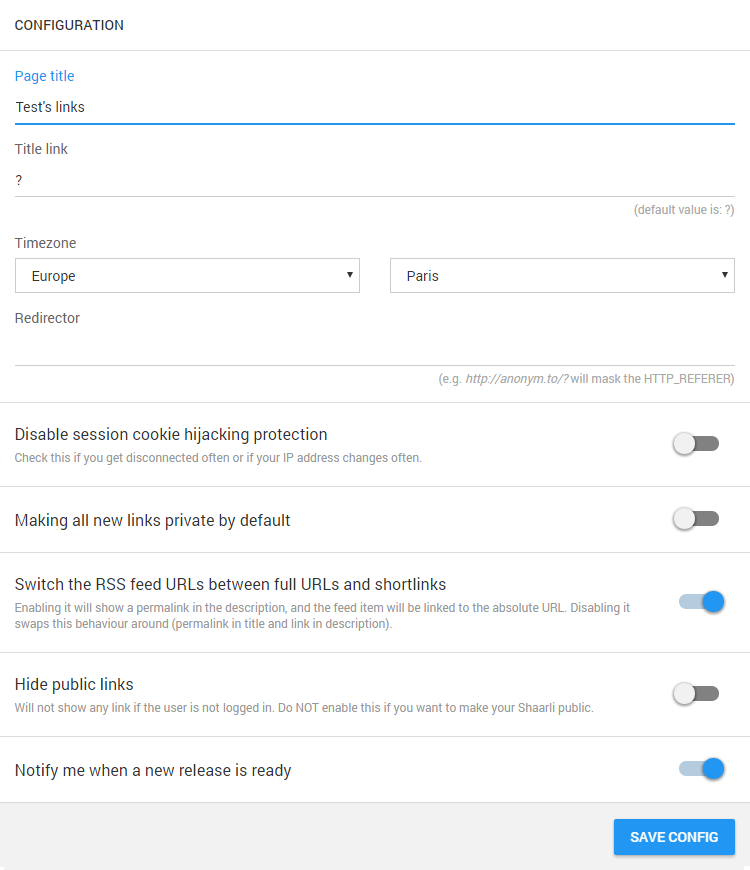 CONFIGURATION
Page title
Test's links
Title link
?
(default value is: ?)
Timezone
Europe
Paris
Redirector
(e.g. http://anonym.to/? will mask the HTTP_REFERER)
Disable session cookie hijacking protection
Check this if you get disconnected often or if your IP address changes often.
Making all new links private by default
Switch the RSS feed URLs between full URLs and shortlinks
Enabling it will show a permalink in the description, and the feed item will be linked to the absolute URL. Disabling it
swaps this behaviour around (permalink in title and link in description).
Hide public links
Will not show any link if the user is not logged in. Do NOT enable this if you want to make your Shaarli public.
Notify me when a new release is ready
SAVE CONFIG